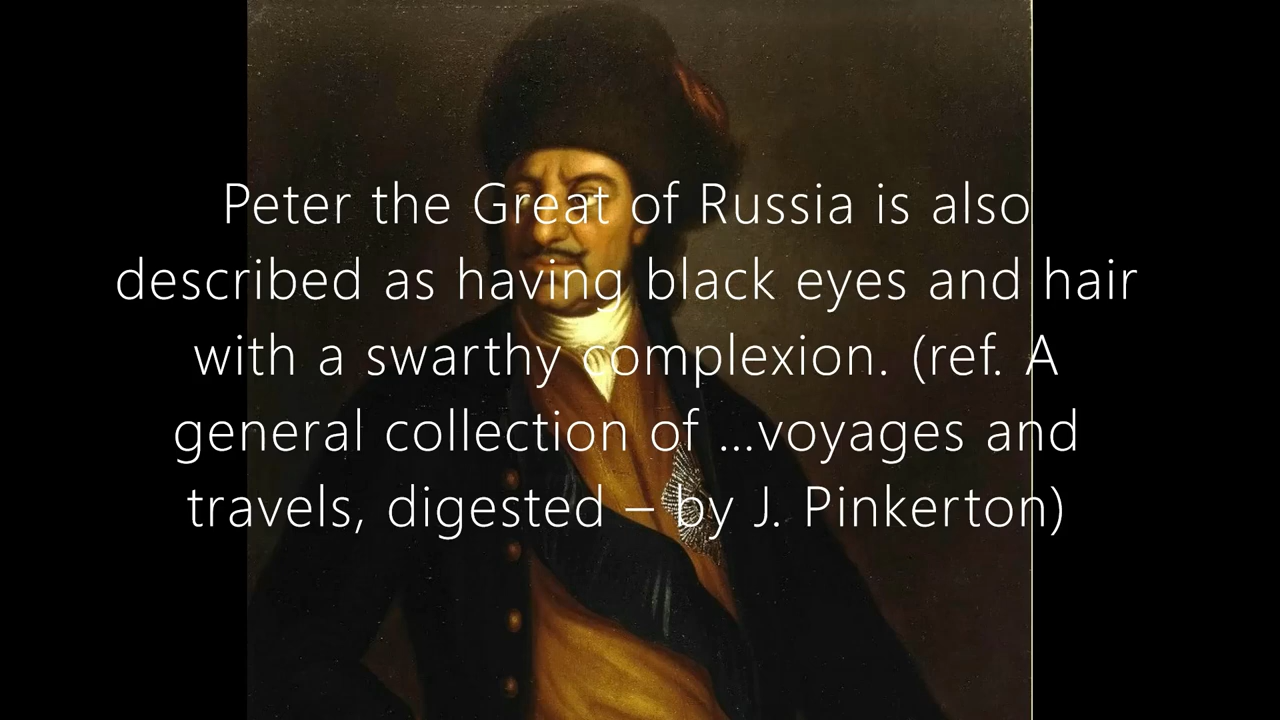 Peter the Great of Russia is also
described as having black eyes and hair
with a swarthy complexion. (ref. A
general collection of ...voyages and
travels, digested – by J. Pinkerton)